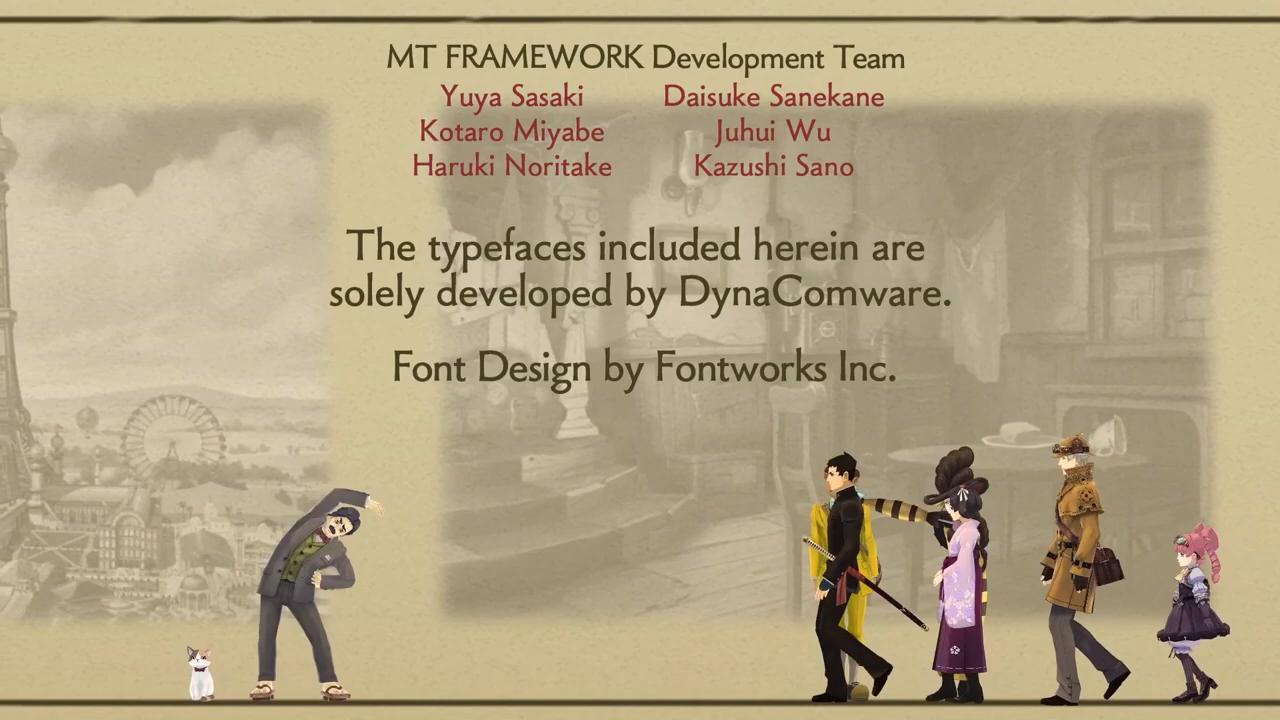 MT FRAMEWORK Development Team
Yuya Sasaki Daisuke Sanekane
Kotaro Miyabe Juhui Wu
Haruki Noritake Kazushi Sano
The typefaces included herein are
solely developed by DynaComware.
Font Design by Fontworks Inc.